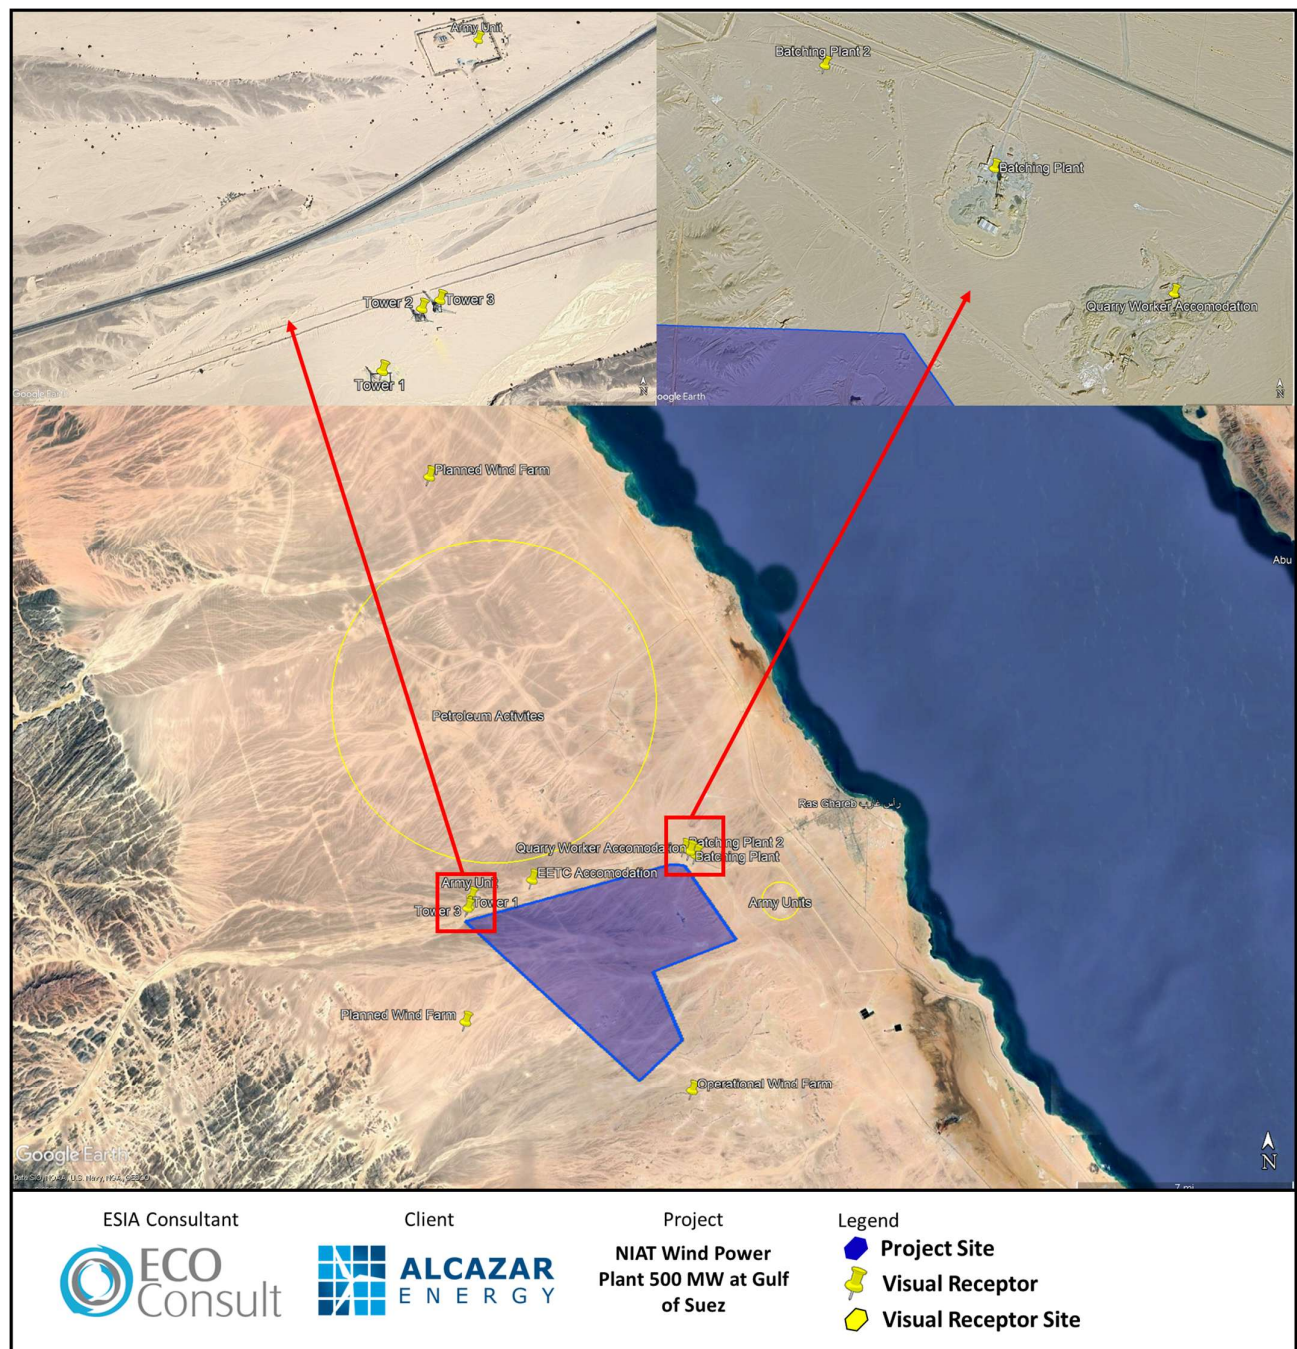 Army Unit
Tower 2
Tower 3
Tower 1
Google Earth
N
Batching Plant 2
Batching Plant
Quarry Worker Accomodation
oogle Earth
N
Planned Wind Farm
Abu
Petroleum Activites
Ras Ghareb رأس غارب
Quarry Worker Accomodation
Batching Plant 2
Batching Plant
EETC Accomodation
Army Unit
Tower 1
Tower 3
Army Units
Planned Wind Farm
Operational Wind Farm
Google Earth
N
7 mi
ESIA Consultant
ECO
Consult
Client
ALCAZAR
ENERGY
Project
NIAT Wind Power
Plant 500 MW at Gulf
of Suez
Legend
Project Site
Visual Receptor
Visual Receptor Site